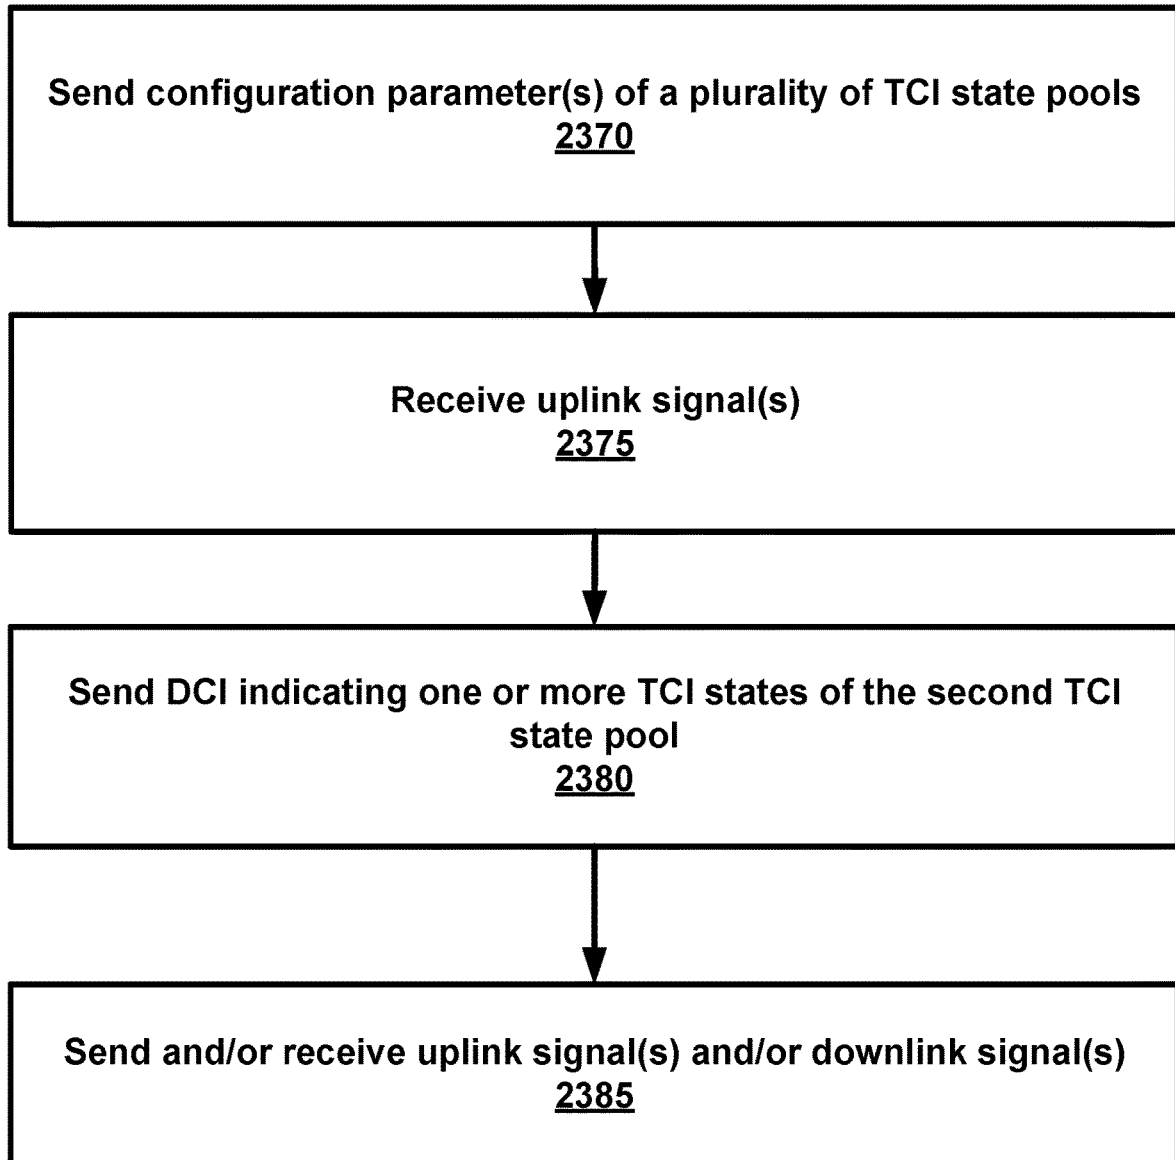 Send configuration parameter(s) of a plurality of TCI state pools
2370
Receive uplink signal(s)
2375
Send DCI indicating one or more TCI states of the second TCI
state pool
2380
Send and/or receive uplink signal(s) and/or downlink signal(s)
2385